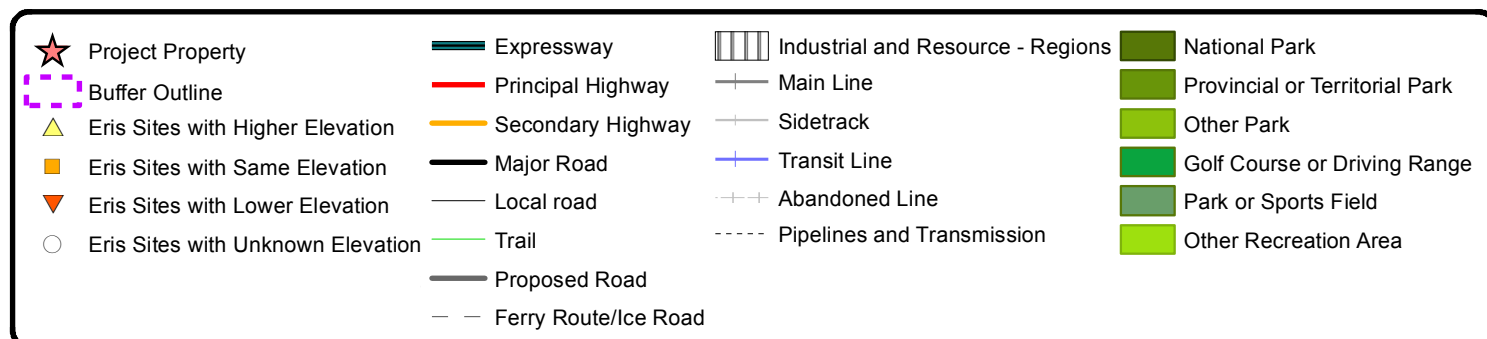 Project Property
Buffer Outline
Eris Sites with Higher Elevation
Eris Sites with Same Elevation
Eris Sites with Lower Elevation
Eris Sites with Unknown Elevation
Expressway
Principal Highway
Secondary Highway
Major Road
Local road
Trail
Proposed Road
Ferry Route/Ice Road
Industrial and Resource - Regions
Main Line
Sidetrack
Transit Line
Abandoned Line
Pipelines and Transmission
National Park
Provincial or Territorial Park
Other Park
Golf Course or Driving Range
Park or Sports Field
Other Recreation Area